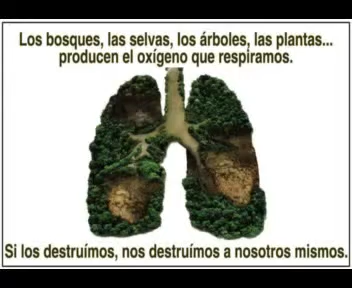 Los bosques, las selvas, los árboles, las plantas...
producen el oxígeno que respiramos.
Si los destruímos, nos destruímos a nosotros mismos.